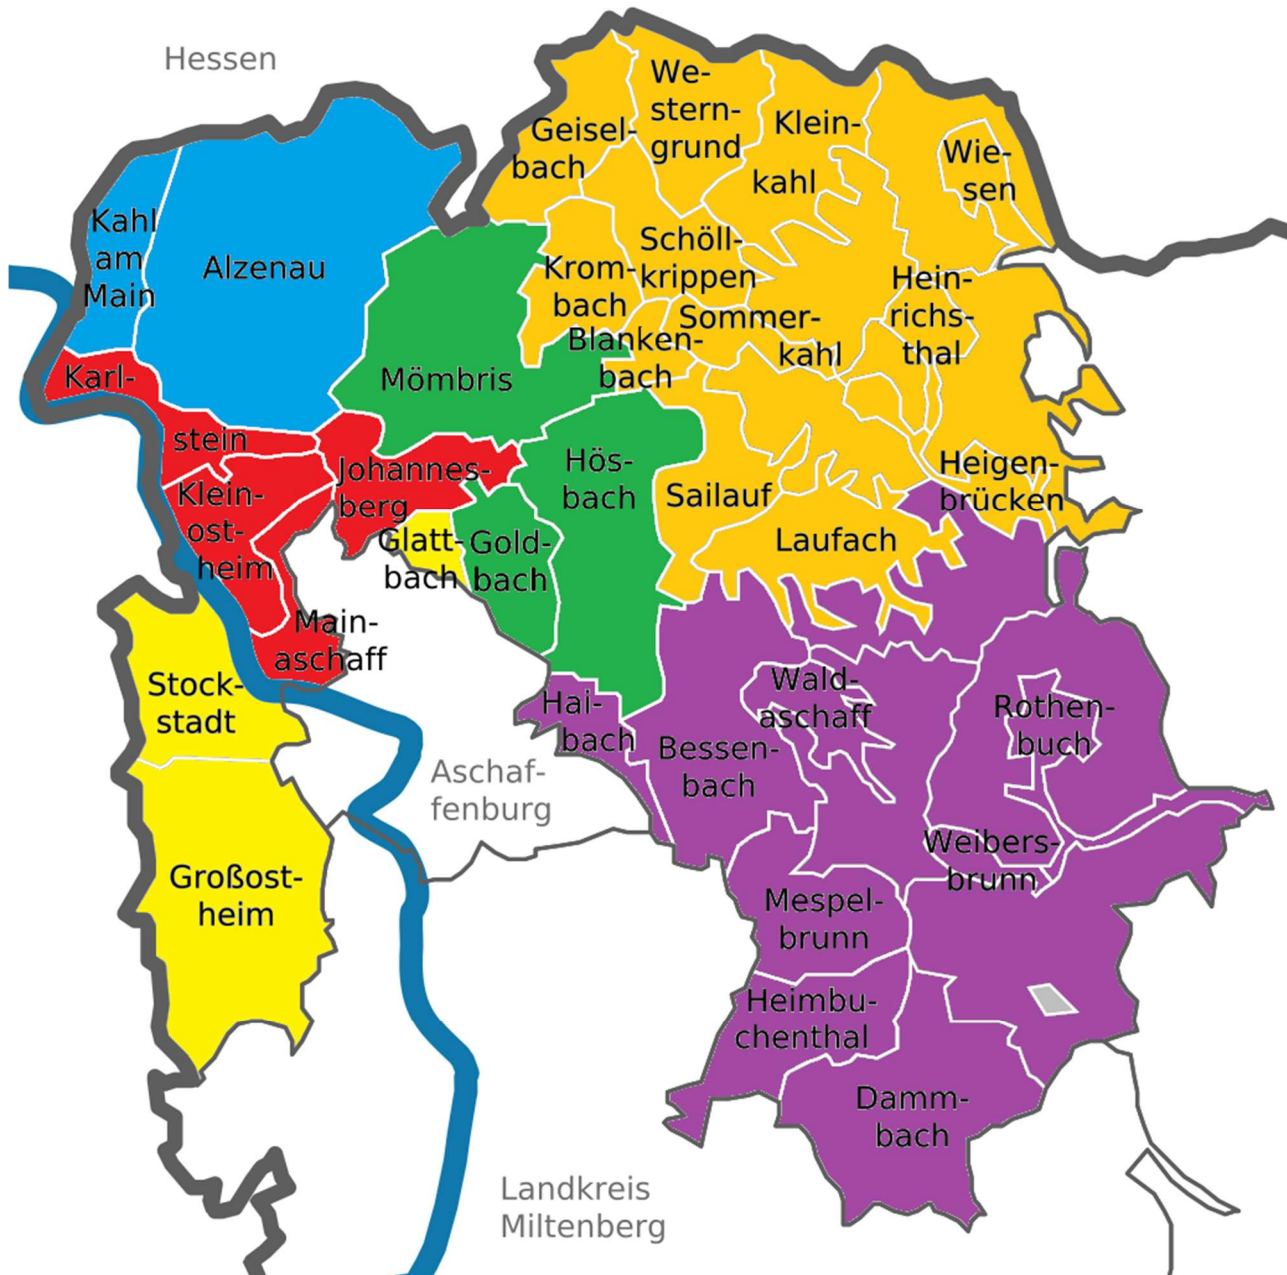 Hessen
We-
stern-
grund
Geisel-
bach
Klein-
kahl
Wie-
sen
Kahl
am
Main
Alzenau
Schöll-
krippen
Krom-
bach
Hein-
richs-
thal
Sommer-
kahl
Blanken-
bach
Karl-
stein
Mömbris
Johannes-
berg
Hös-
bach
Sailauf
Heigen-
brücken
Klein-
ost-
heim
Glatt-
bach
Gold-
bach
Laufach
Main-
aschaff
Stock-
stadt
Hai-
bach
Wald-
aschaff
Rothen-
buch
Bessen-
bach
Aschaf-
fenburg
Weibers-
brunn
Großost-
heim
Mespel-
brunn
Heimbu-
chenthal
Damm-
bach
Landkreis
Miltenberg